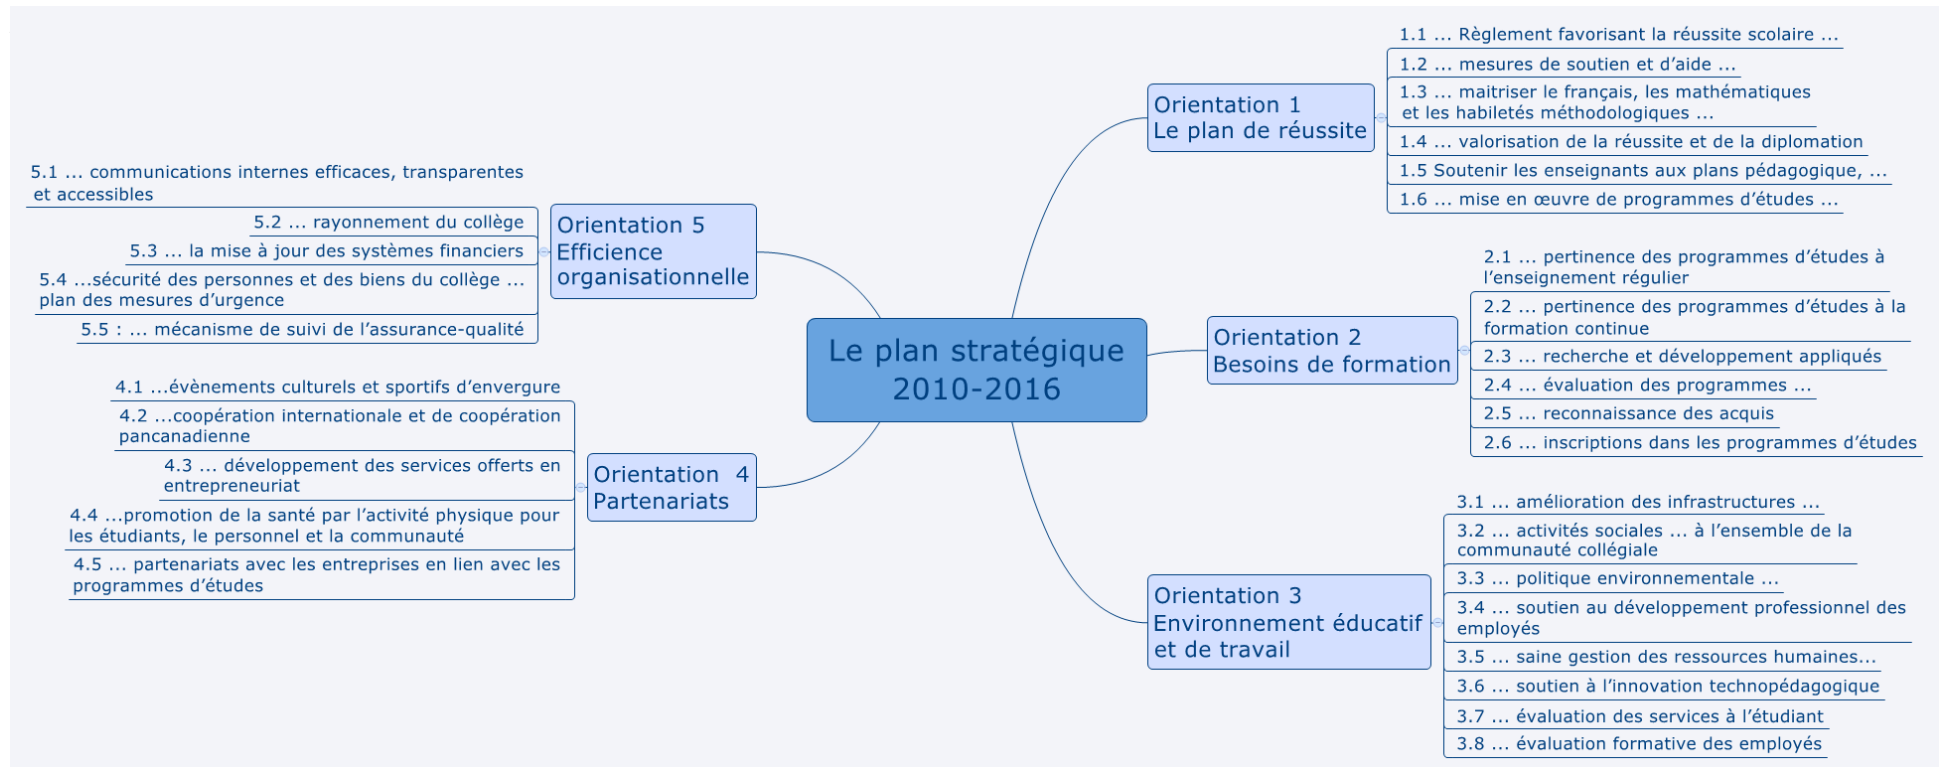 Le plan stratégique
2010-2016
Orientation 1
Le plan de réussite
1.1 ... Règlement favorisant la réussite scolaire ...
1.2 ... mesures de soutien et d’aide ...
1.3 ... maitriser le français, les mathématiques
et les habiletés méthodologiques ...
1.4 ... valorisation de la réussite et de la diplomation
1.5 Soutenir les enseignants aux plans pédagogique, ...
1.6 ... mise en œuvre de programmes d’études ...
Orientation 2
Besoins de formation
2.1 ... pertinence des programmes d’études à
l’enseignement régulier
2.2 ... pertinence des programmes d’études à la
formation continue
2.3 ... recherche et développement appliqués
2.4 ... évaluation des programmes ...
2.5 ... reconnaissance des acquis
2.6 ... inscriptions dans les programmes d’études
Orientation 3
Environnement éducatif
et de travail
3.1 ... amélioration des infrastructures ...
3.2 ... activités sociales ... à l’ensemble de la
communauté collégiale
3.3 ... politique environnementale ...
3.4 ... soutien au développement professionnel des
employés
3.5 ... saine gestion des ressources humaines...
3.6 ... soutien à l’innovation technopédagogique
3.7 ... évaluation des services à l’étudiant
3.8 ... évaluation formative des employés
Orientation 4
Partenariats
4.1 ...évènements culturels et sportifs d’envergure
4.2 ...coopération internationale et de coopération
pancanadienne
4.3 ... développement des services offerts en
entrepreneuriat
4.4 ...promotion de la santé par l’activité physique pour
les étudiants, le personnel et la communauté
4.5 ... partenariats avec les entreprises en lien avec les
programmes d’études
Orientation 5
Efficience
organisationnelle
5.1 ... communications internes efficaces, transparentes
et accessibles
5.2 ... rayonnement du collège
5.3 ... la mise à jour des systèmes financiers
5.4 ...sécurité des personnes et des biens du collège ...
plan des mesures d’urgence
5.5 : ... mécanisme de suivi de l’assurance-qualité